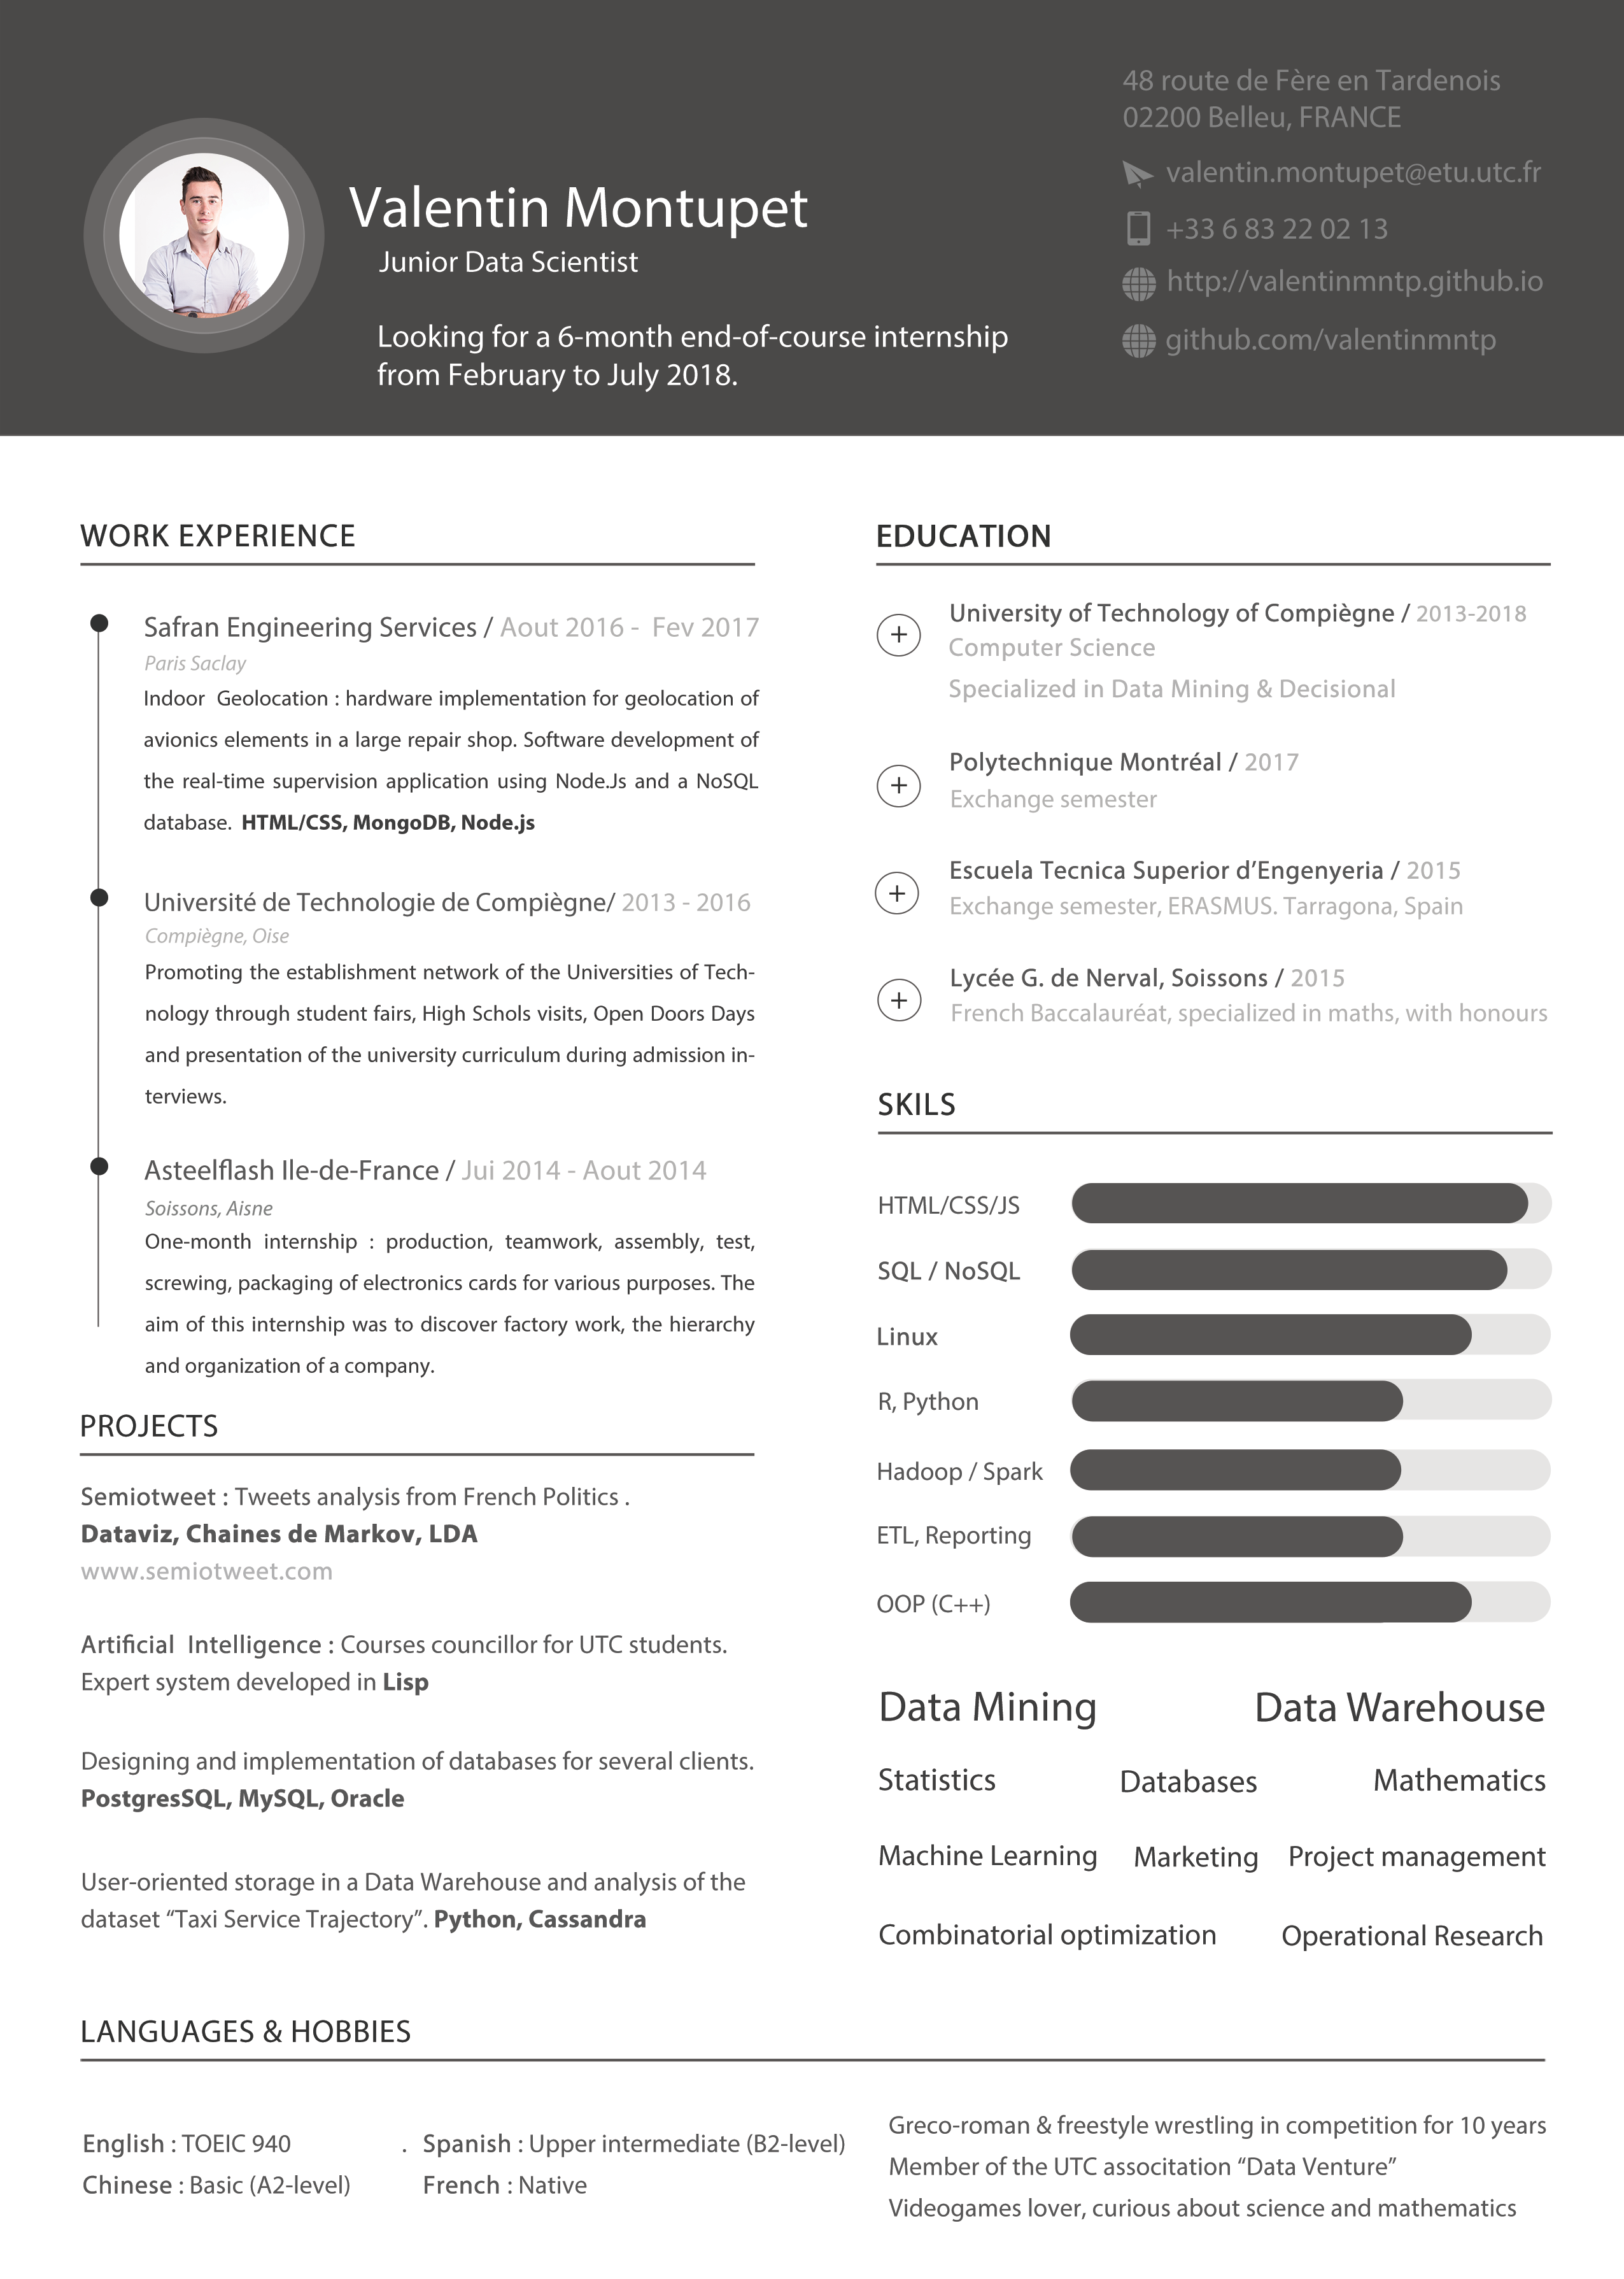 Valentin Montupet
Junior Data Scientist
Looking for a 6-month end-of-course internship
from February to July 2018.
48 route de Fère en Tardenois
02200 Belleu, FRANCE
valentin.montupet@etu.utc.fr
+33 6 83 22 02 13
http://valentinmntp.github.io
github.com/valentinmntp
WORK EXPERIENCE
Safran Engineering Services / Aout 2016 - Fev 2017
Paris Saclay
Indoor Geolocation : hardware implementation for geolocation of
avionics elements in a large repair shop. Software development of
the real-time supervision application using Node.Js and a NoSQL
database. HTML/CSS, MongoDB, Node.js
Université de Technologie de Compiègne/ 2013 - 2016
Compiègne, Oise
Promoting the establishment network of the Universities of Tech-
nology through student fairs, High Schols visits, Open Doors Days
and presentation of the university curriculum during admission in-
terviews.
Asteelflash Ile-de-France / Jui 2014 - Aout 2014
Soissons, Aisne
One-month internship : production, teamwork, assembly, test,
screwing, packaging of electronics cards for various purposes. The
aim of this internship was to discover factory work, the hierarchy
and organization of a company.
PROJECTS
Semiotweet : Tweets analysis from French Politics .
Dataviz, Chaines de Markov, LDA
www.semiotweet.com
Artificial Intelligence : Courses councillor for UTC students.
Expert system developed in Lisp
Designing and implementation of databases for several clients.
PostgresSQL, MySQL, Oracle
User-oriented storage in a Data Warehouse and analysis of the
dataset “Taxi Service Trajectory”. Python, Cassandra
EDUCATION
University of Technology of Compiègne / 2013-2018
Computer Science
Specialized in Data Mining & Decisional
Polytechnique Montréal / 2017
Exchange semester
Escuela Tecnica Superior d’Engenyeria / 2015
Exchange semester, ERASMUS. Tarragona, Spain
Lycée G. de Nerval, Soissons / 2015
French Baccalauréat, specialized in maths, with honours
SKILS
HTML/CSS/JS
SQL / NoSQL
Linux
R, Python
Hadoop / Spark
ETL, Reporting
OOP (C++)
Data Mining Data Warehouse
Statistics Databases Mathematics
Machine Learning Marketing Project management
Combinatorial optimization Operational Research
LANGUAGES & HOBBIES
English : TOEIC 940 . Spanish : Upper intermediate (B2-level)
Chinese : Basic (A2-level) French : Native
Greco-roman & freestyle wrestling in competition for 10 years
Member of the UTC associtation “Data Venture”
Videogames lover, curious about science and mathematics